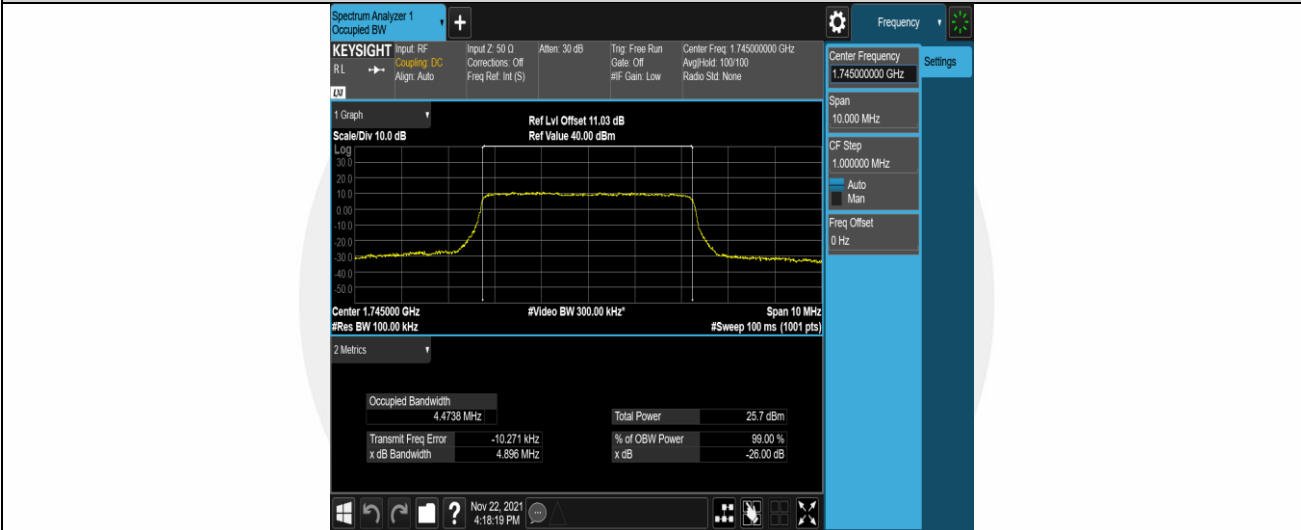 Spectrum Analyzer 1
Occupied BW
+
Frequency
KEYSIGHT
R L
LXI
Input: RF
Coupling: DC
Align: Auto
Input Z: 50 Ω
Corrections: Off
Freq Ref: Int (S)
Atten: 30 dB
Trig: Free Run
Gate: Off
#IF Gain: Low
Center Freq: 1.745000000 GHz
Avg|Hold: 100/100
Radio Std: None
Center Frequency
1.745000000 GHz
Settings
Span
10.000 MHz
CF Step
1.000000 MHz
Auto
Man
Freq Offset
0 Hz
1 Graph
Scale/Div 10.0 dB
Ref Lvl Offset 11.03 dB
Ref Value 40.00 dBm
Log
30.0
20.0
10.0
0.00
-10.0
-20.0
-30.0
-40.0
-50.0
Center 1.745000 GHz
#Video BW 300.00 kHz*
Span 10 MHz
#Res BW 100.00 kHz
#Sweep 100 ms (1001 pts)
2 Metrics
Occupied Bandwidth
4.4738 MHz
Total Power 25.7 dBm
Transmit Freq Error -10.271 kHz
% of OBW Power 99.00 %
x dB Bandwidth 4.896 MHz
x dB -26.00 dB
?
Nov 22, 2021
4:18:19 PM